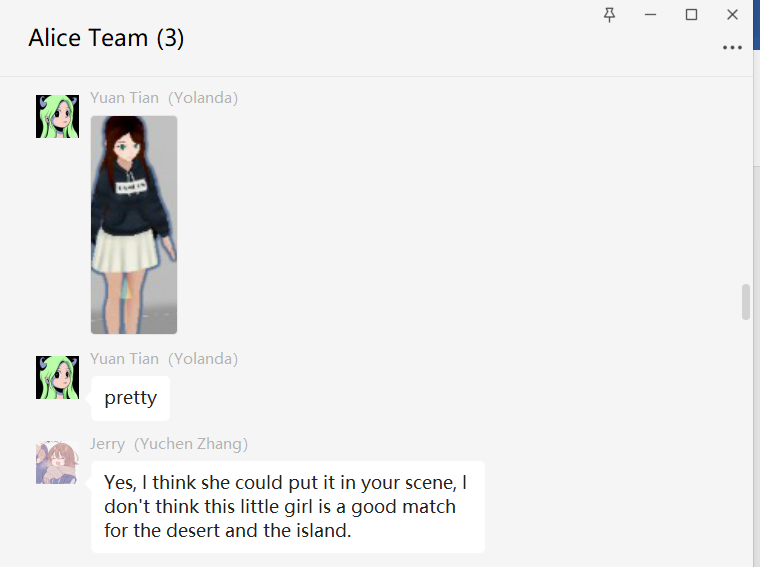 Alice Team (3)
Yuan Tian (Yolanda)
Yuan Tian (Yolanda)
pretty
Jerry (Yuchen Zhang)
Yes, I think she could put it in your scene, I
don't think this little girl is a good match
for the desert and the island.